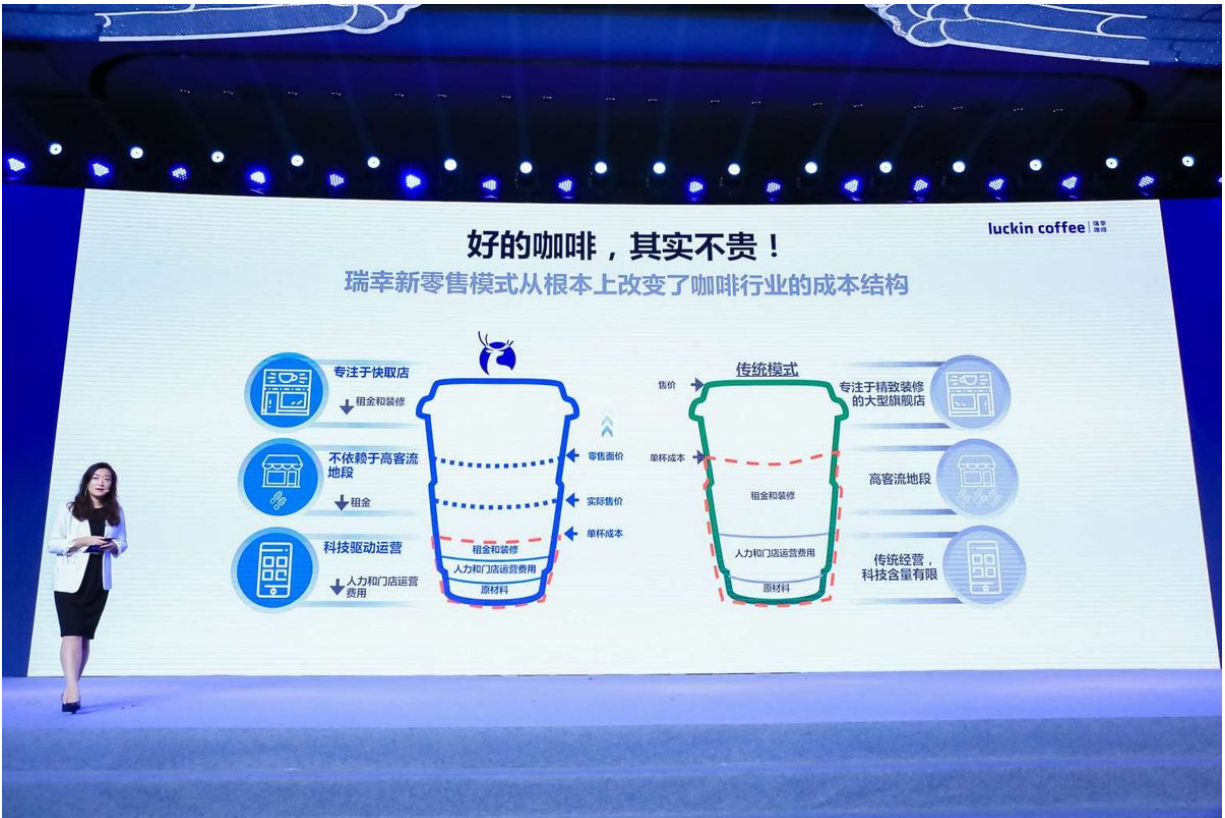 luckin coffee 瑞幸咖啡
好的咖啡，其实不贵！
瑞幸新零售模式从根本上改变了咖啡行业的成本结构
专注于快取店
租金和装修
不依赖于高客流
地段
租金
科技驱动运营
人力和门店运营
费用
零售面价
实际售价
单杯成本
租金和装修
人力和门店运营费用
原材料
传统模式
售价
单杯成本
租金和装修
人力和门店运营费用
原材料
专注于精致装修
的大型旗舰店
高客流地段
传统经营，
科技含量有限